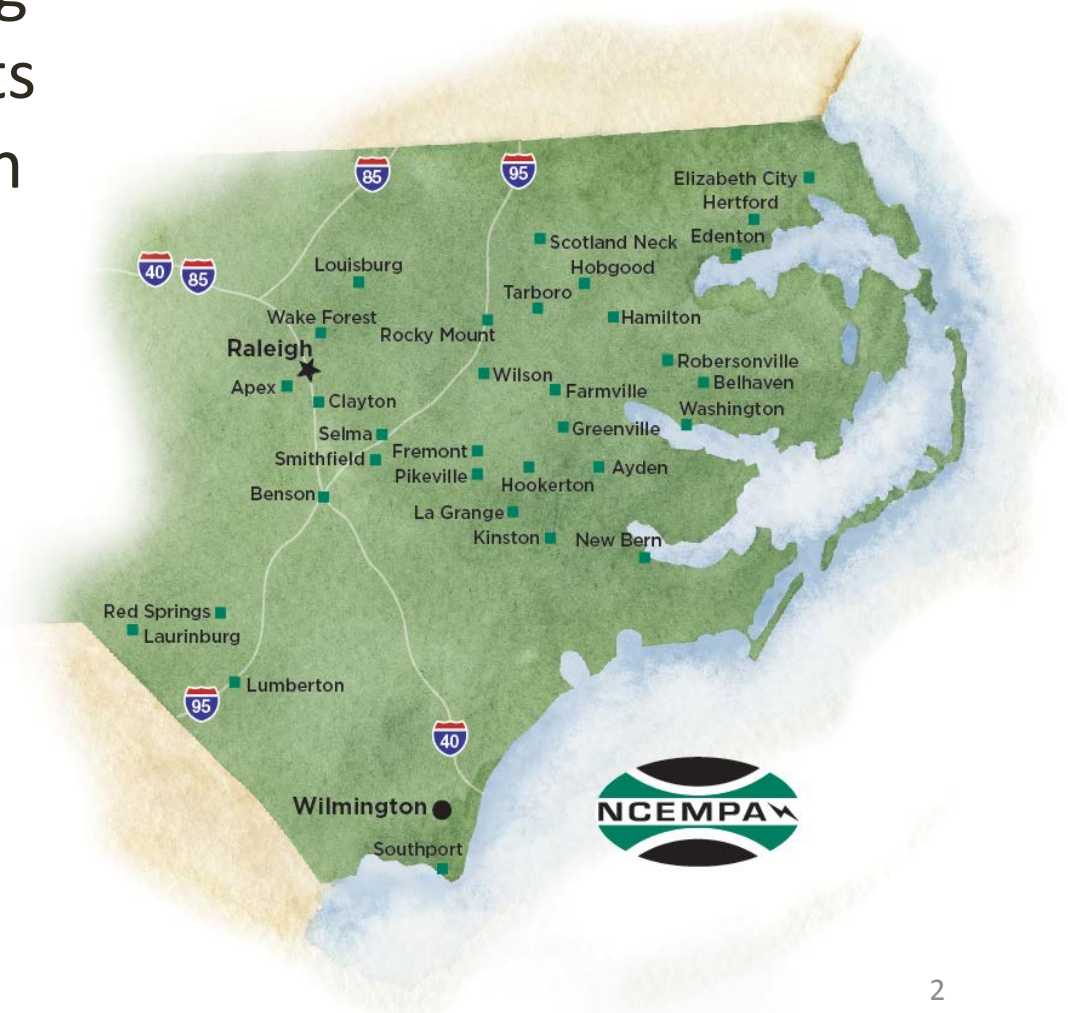 g
ts
n
85
95
Elizabeth City
Hertford
Scotland Neck
Edenton
40
85
Louisburg
Hobgood
Tarboro
Wake Forest
Rocky Mount
Hamilton
Raleigh
Robersonville
Apex
Wilson
Belhaven
Clayton
Farmville
Washington
Selma
Greenville
Smithfield
Fremont
Pikeville
Ayden
Hookerton
Benson
La Grange
Kinston
New Bern
Red Springs
Laurinburg
Lumberton
95
40
Wilmington
NCEMPA
Southport
2